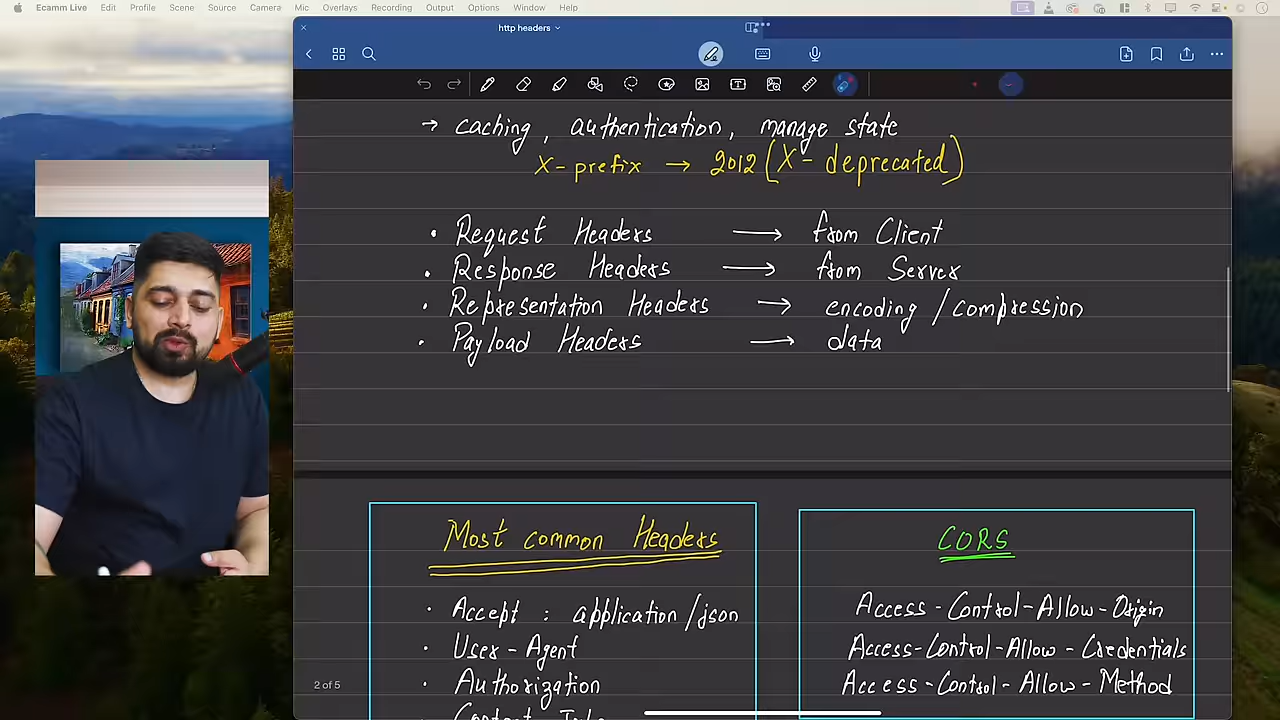 Ecamm Live Edit Profile Scene Source Camera Mic Overlays Recording Output Options Window Help
http headers
→ caching, authentication, manage state
X-prefix → 2012 (X- deprecated)
• Request Headers → from Client
• Response Headers → from Server
• Representation Headers → encoding / compression
• Payload Headers → data
Most common Headers
• Accept : application/json
• User-Agent
• Authorization
2 of 5
CORS
Access-Control-Allow-Origin
Access-Control-Allow-Credentials
Access-Control-Allow-Method